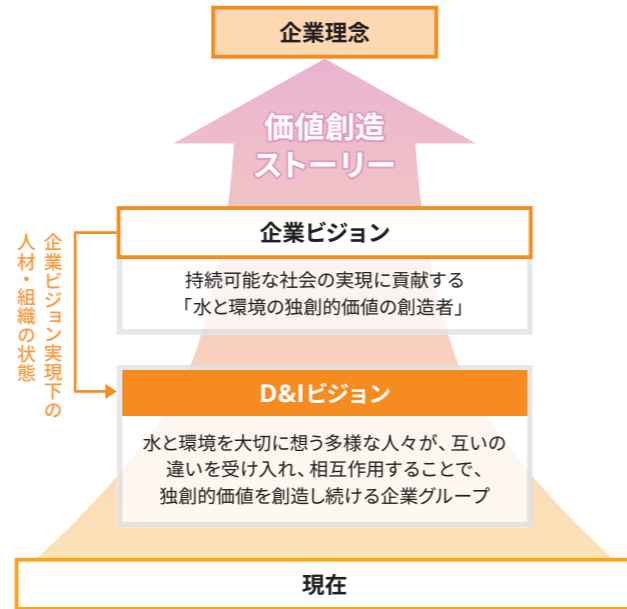 企業理念
価値創造
ストーリー
企業ビジョン
持続可能な社会の実現に貢献する
「水と環境の独創的価値の創造者」
企業ビジョン実現下の
人材・組織の状態
D&Iビジョン
水と環境を大切に想う多様な人々が、互いの
違いを受け入れ、相互作用することで、
独創的価値を創造し続ける企業グループ
現在